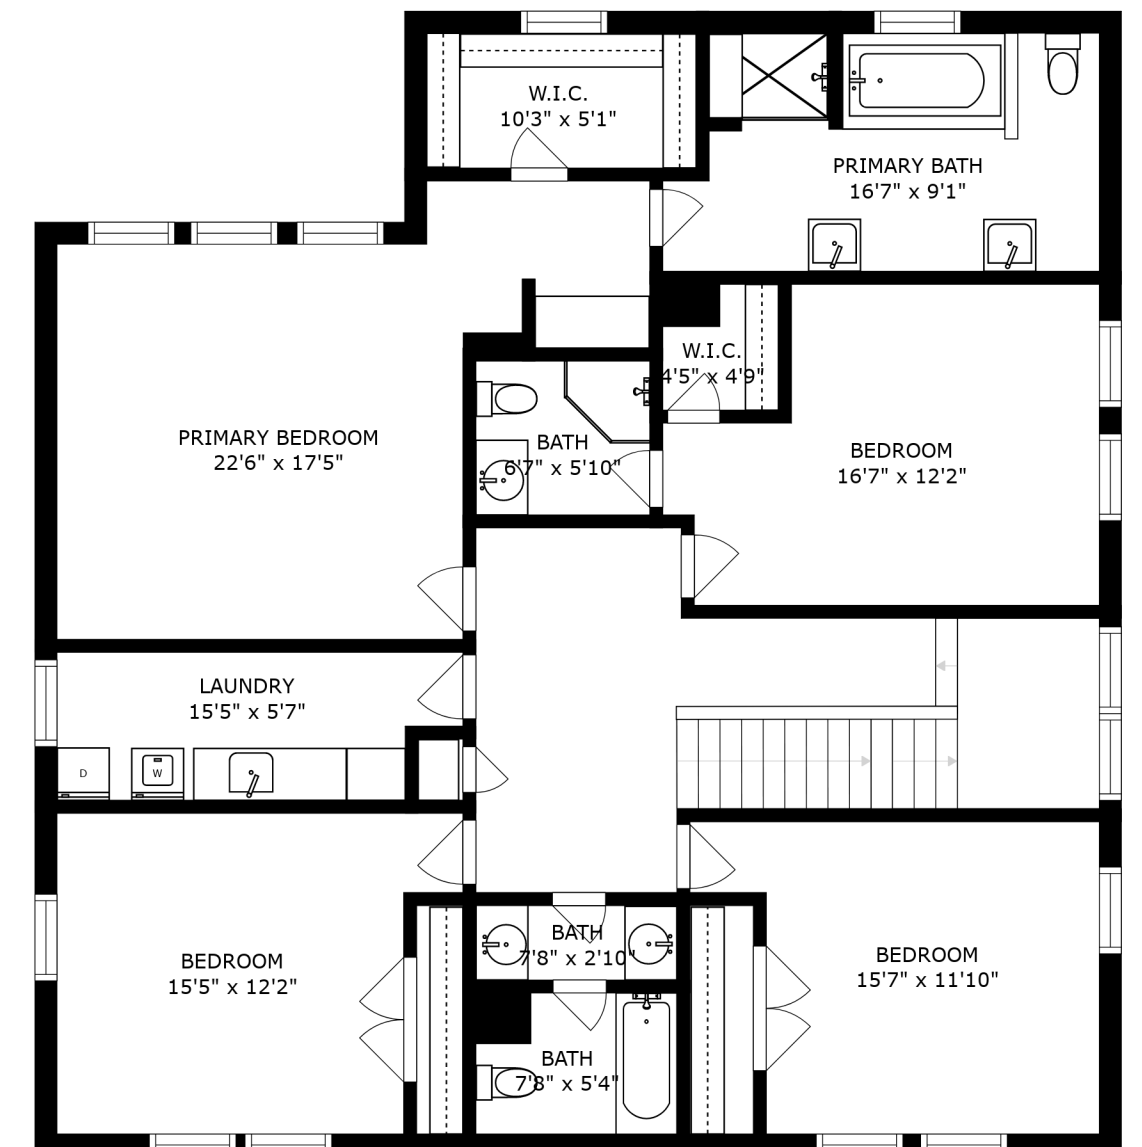 W.I.C.
10'3" x 5'1"
PRIMARY BATH
16'7" x 9'1"
W.I.C.
4'5" x 4'9"
PRIMARY BEDROOM
22'6" x 17'5"
BATH
6'7" x 5'10"
BEDROOM
16'7" x 12'2"
LAUNDRY
15'5" x 5'7"
D
W
BATH
7'8" x 2'10"
BEDROOM
15'5" x 12'2"
BEDROOM
15'7" x 11'10"
BATH
7'8" x 5'4"